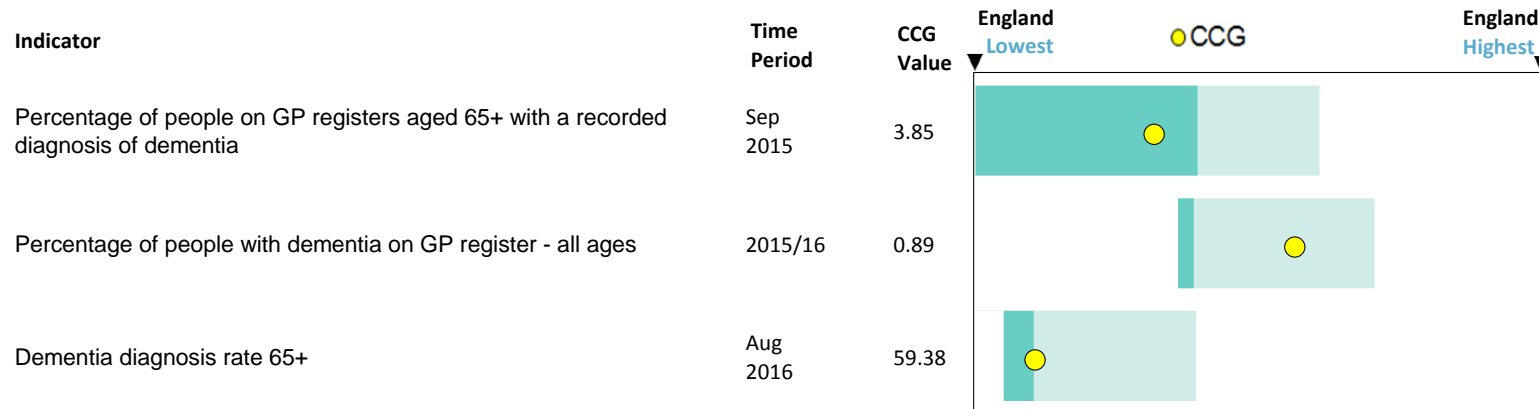 Indicator
Time
Period
CCG
Value
England
Lowest
CCG
England
Highest
Percentage of people on GP registers aged 65+ with a recorded
diagnosis of dementia
Sep
2015
3.85
Percentage of people with dementia on GP register - all ages
2015/16
0.89
Dementia diagnosis rate 65+
Aug
2016
59.38